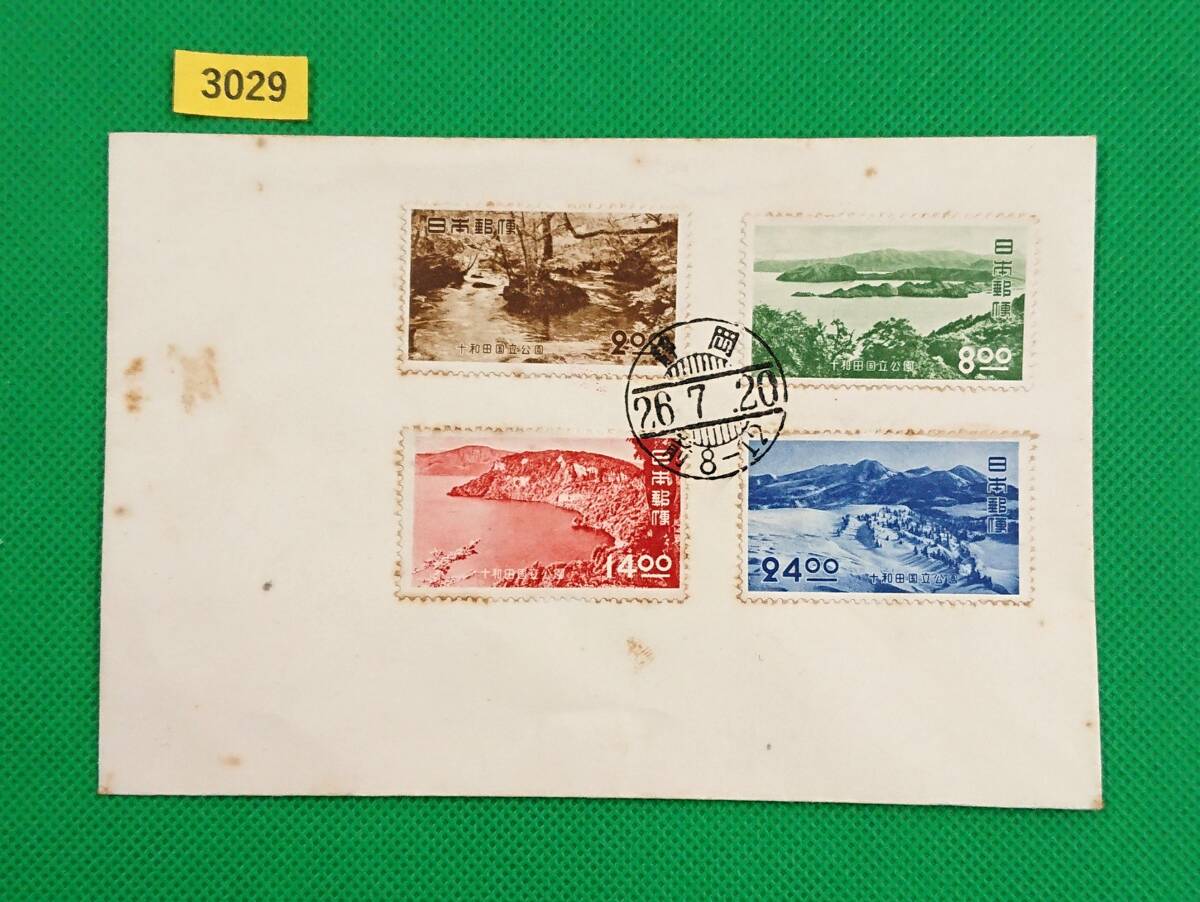 3029
日本郵便
2.00
十和田国立公園
日本郵便
8.00
十和田国立公園
静岡
26.7.20
前8-12
日本郵便
14.00
十和田国立公園
日本郵便
24.00
十和田国立公園